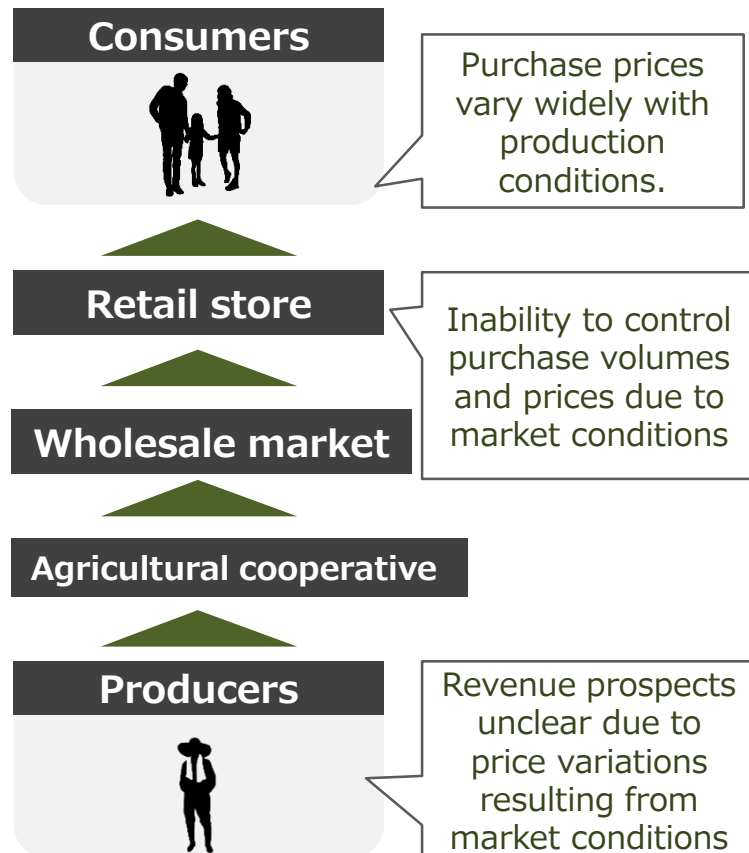 Consumers
Purchase prices
vary widely with
production
conditions.
Retail store
Inability to control
purchase volumes
and prices due to
market conditions
Wholesale market
Agricultural cooperative
Producers
Revenue prospects
unclear due to
price variations
resulting from
market conditions